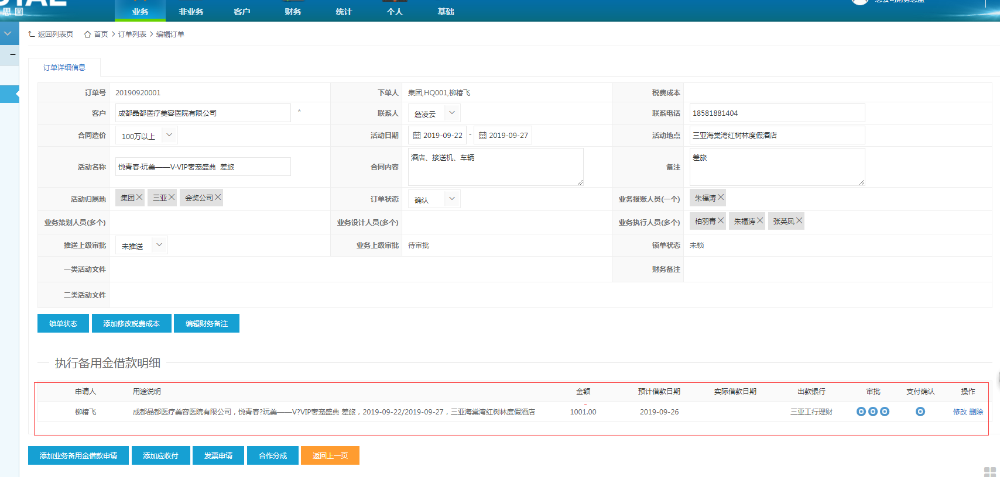 思图
业务 非业务 客户 财务 统计 个人 基础
返回列表页 首页 > 订单列表 > 编辑订单
订单详细信息
订单号 20190920001 下单人 集团,HQ001,柳椿飞 税费成本
客户 成都晶都医疗美容医院有限公司 * 联系人 詹凌云 联系电话 18581881404
合同造价 100万以上 活动日期 2019-09-22 - 2019-09-27 活动地点 三亚海棠湾红树林度假酒店
活动名称 悦青春·玩美——V·VIP奢宠盛典 差旅 合同内容 酒店、接送机、车辆 备注 差旅
活动归属地 集团 三亚 会奖公司 订单状态 确认 业务报账人员(一个) 朱福涛
业务策划人员(多个) 业务设计人员(多个) 业务执行人员(多个) 柏羽青 朱福涛 张英凤
推送上级审批 未推送 业务上级审批 待审批 锁单状态 未锁
一类活动文件 财务备注
二类活动文件
锁单状态 添加修改税费成本 编辑财务备注
执行备用金借款明细
申请人 用途说明 金额 预计借款日期 实际借款日期 出款银行 审批 支付确认 操作
柳椿飞 成都晶都医疗美容医院有限公司，悦青春?玩美——V?VIP奢宠盛典 差旅，2019-09-22/2019-09-27，三亚海棠湾红树林度假酒店 1001.00 2019-09-26 三亚工行理财 修改 删除
添加业务备用金借款申请 添加应收付 发票申请 合作分成 返回上一页